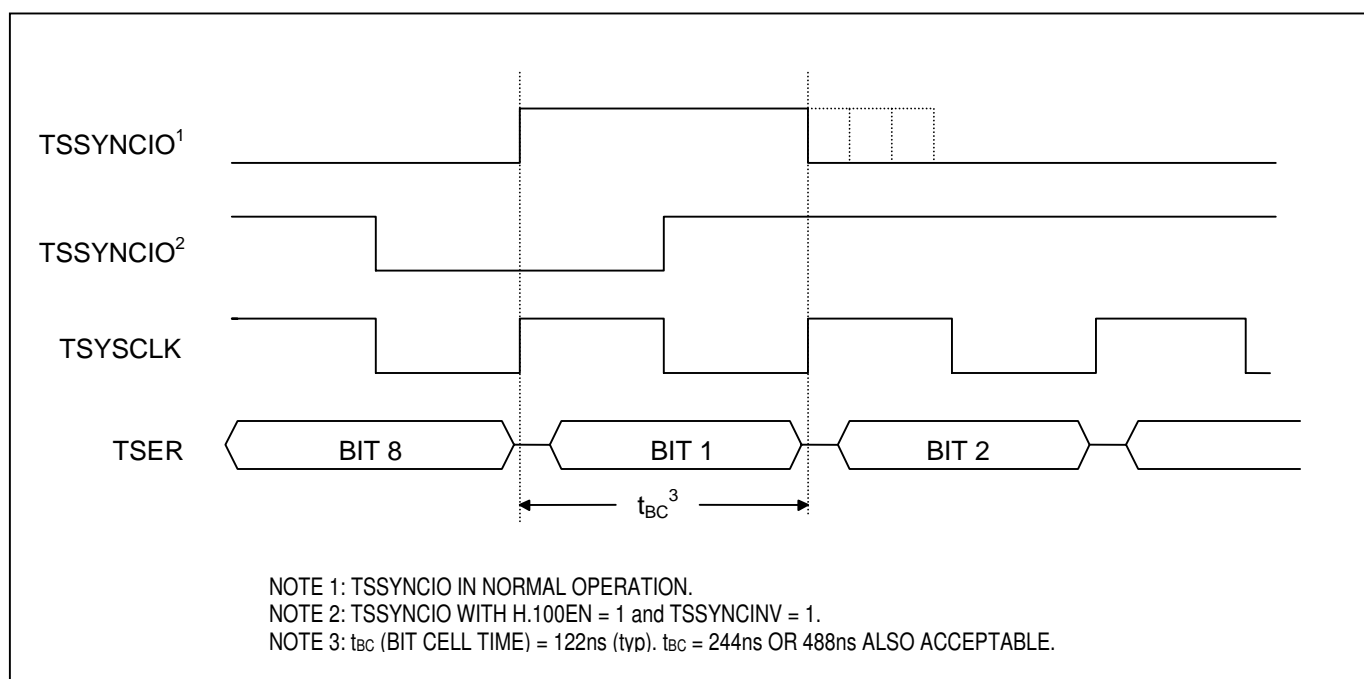 TSSYNCIO¹
TSSYNCIO²
TSYSCLK
TSER
BIT 8
BIT 1
BIT 2
tBC³
NOTE 1: TSSYNCIO IN NORMAL OPERATION.
NOTE 2: TSSYNCIO WITH H.100EN = 1 and TSSYNCINV = 1.
NOTE 3: tBC (BIT CELL TIME) = 122ns (typ). tBC = 244ns OR 488ns ALSO ACCEPTABLE.